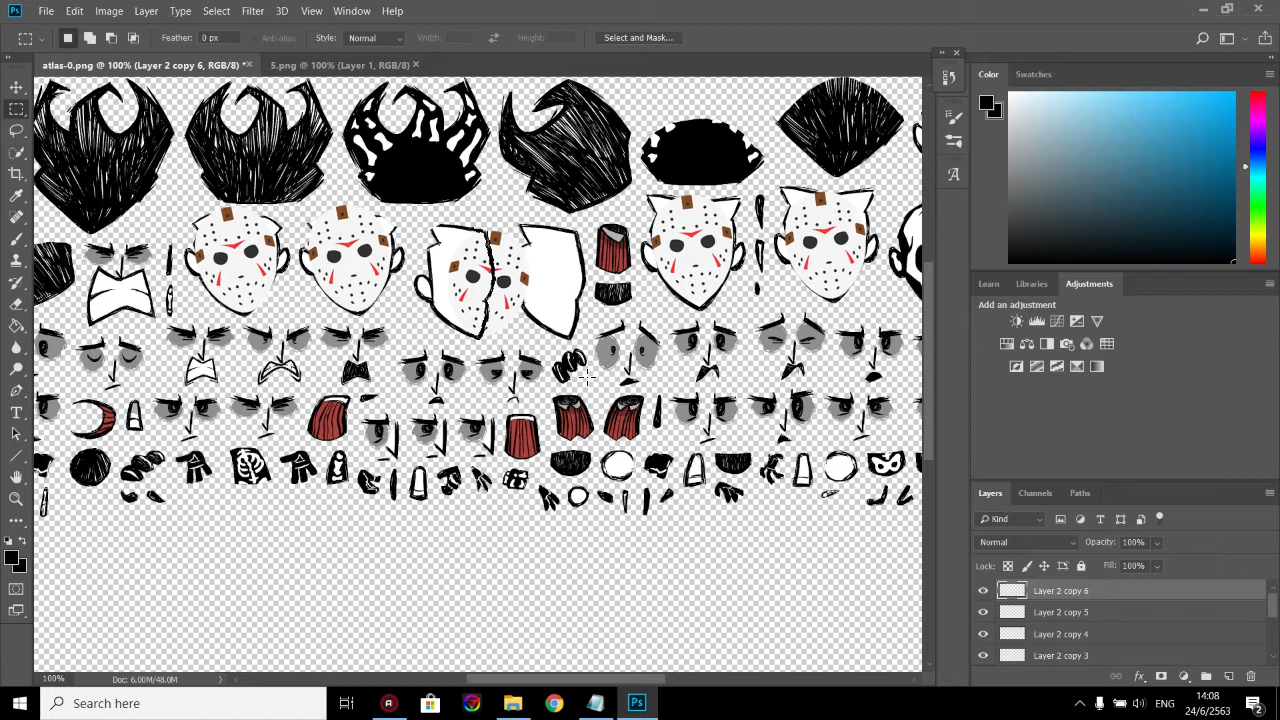 Ps File Edit Image Layer Type Select Filter 3D View Window Help
Feather: 0 px Anti-alias Style: Normal Width: Height: Select and Mask...
atlas-0.png @ 100% (Layer 2 copy 6, RGB/8) * × 5.png @ 100% (Layer 1, RGB/8) ×
Color Swatches
Learn Libraries Adjustments
Add an adjustment
Layers Channels Paths
Kind
Normal Opacity: 100%
Lock: Fill: 100%
Layer 2 copy 6
Layer 2 copy 5
Layer 2 copy 4
Layer 2 copy 3
100% Doc: 6.00M/48.0M
Search here
Ps
ENG
14:08
24/6/2563
2